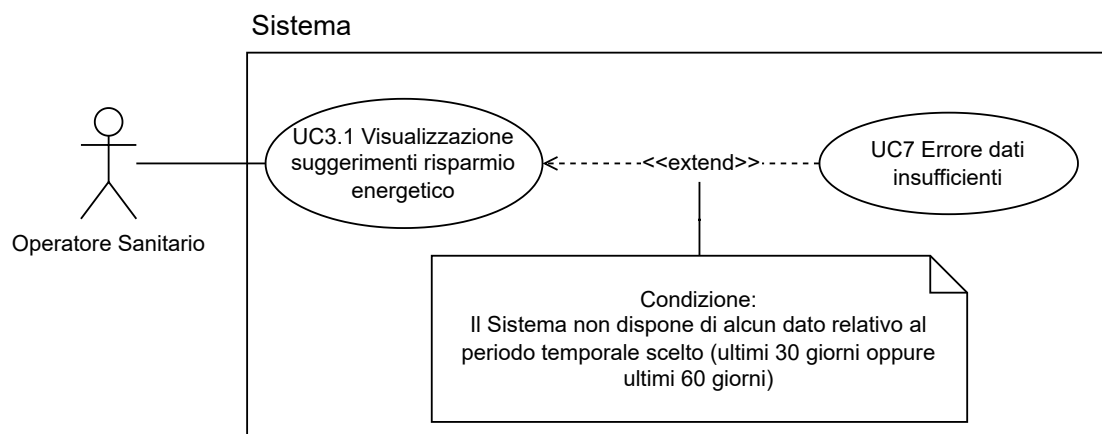 Sistema
UC3.1 Visualizzazione
suggerimenti risparmio
energetico
<<extend>>
UC7 Errore dati
insufficienti
Operatore Sanitario
Condizione:
Il Sistema non dispone di alcun dato relativo al
periodo temporale scelto (ultimi 30 giorni oppure
ultimi 60 giorni)